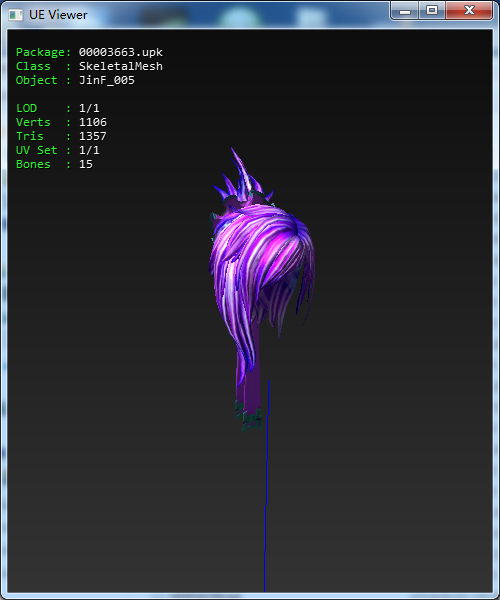 UE Viewer
Package: 00003663.upk
Class : SkeletalMesh
Object : JinF_005
LOD : 1/1
Verts : 1106
Tris : 1357
UV Set : 1/1
Bones : 15